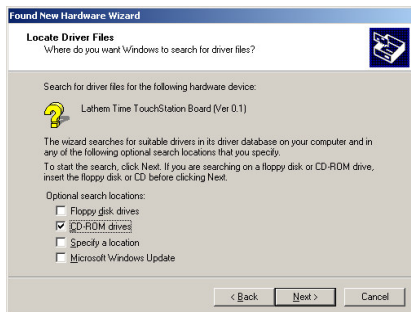 Found New Hardware Wizard
Locate Driver Files
Where do you want Windows to search for driver files?
Search for driver files for the following hardware device:
Lathem Time TouchStation Board (Ver 0.1)
The wizard searches for suitable drivers in its driver database on your computer and in
any of the following optional search locations that you specify.
To start the search, click Next. If you are searching on a floppy disk or CD-ROM drive,
insert the floppy disk or CD before clicking Next.
Optional search locations:
Floppy disk drives
CD-ROM drives
Specify a location
Microsoft Windows Update
< Back Next > Cancel